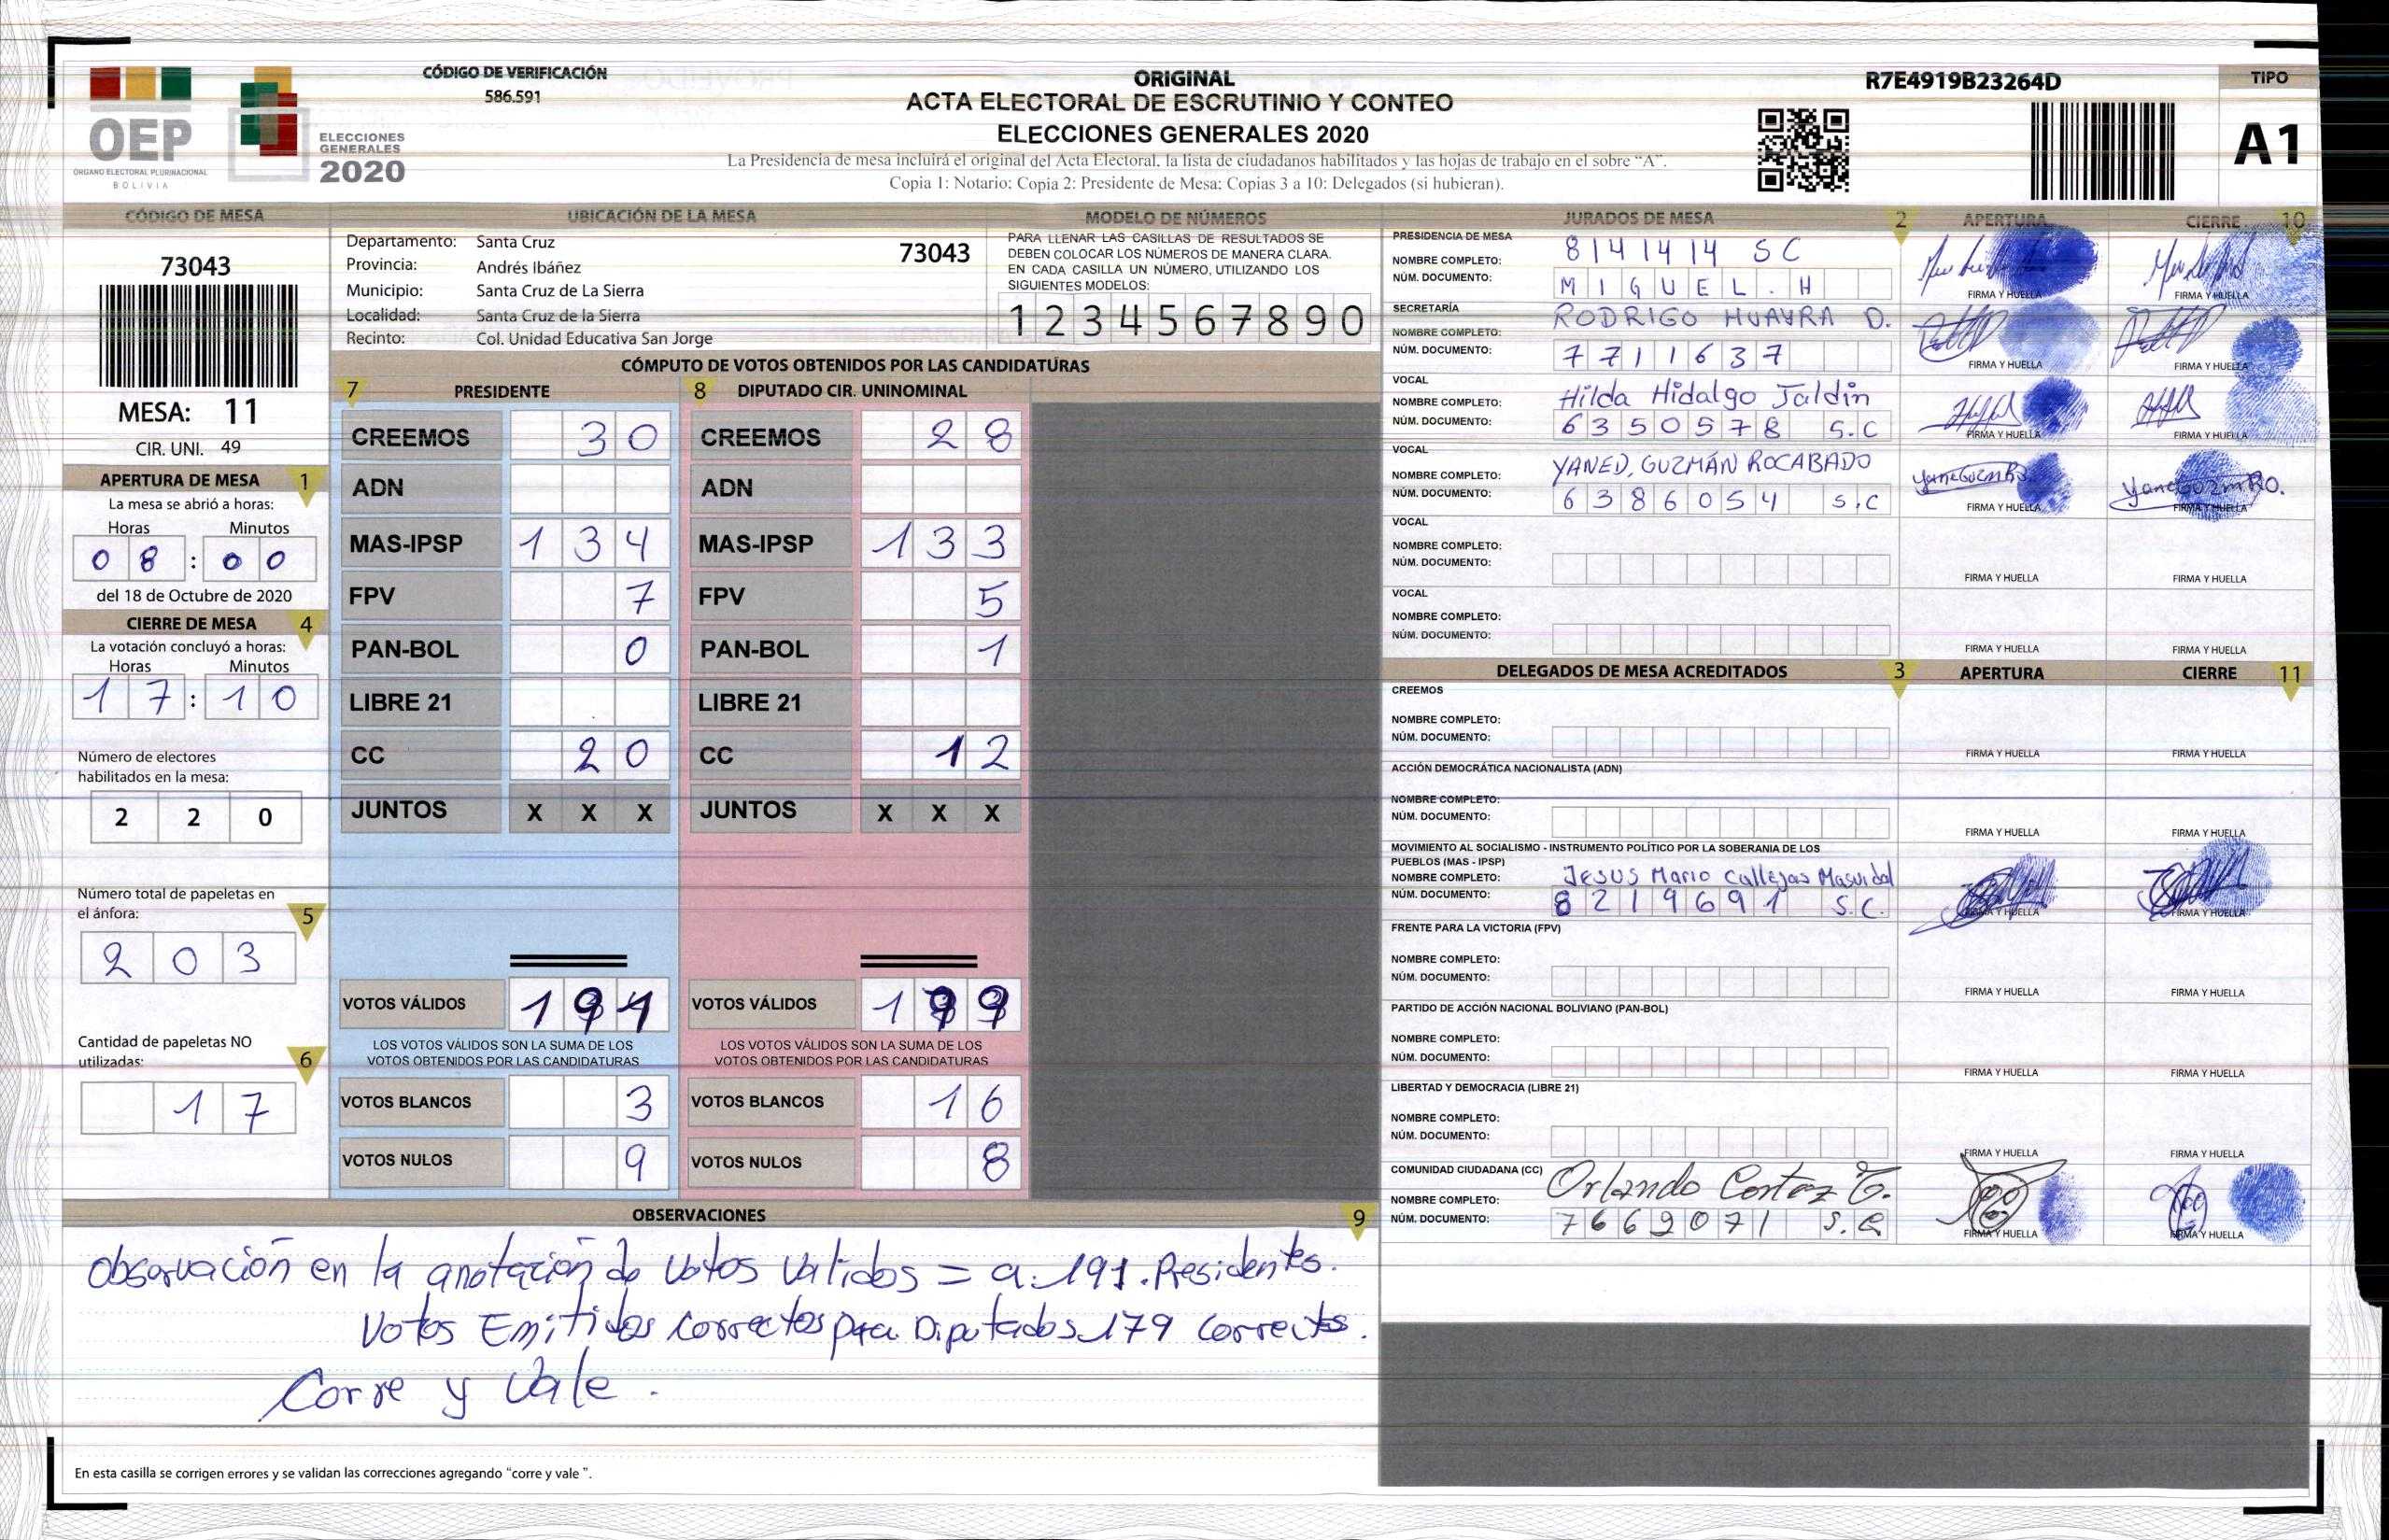 OEP
ÓRGANO ELECTORAL PLURINACIONAL
BOLIVIA
ELECCIONES
GENERALES
2020
CÓDIGO DE VERIFICACIÓN
586.591
ORIGINAL
ACTA ELECTORAL DE ESCRUTINIO Y CONTEO
ELECCIONES GENERALES 2020
La Presidencia de mesa incluirá el original del Acta Electoral, la lista de ciudadanos habilitados y las hojas de trabajo en el sobre "A".
Copia 1: Notario: Copia 2: Presidente de Mesa: Copias 3 a 10: Delegados (si hubieran).
R7E4919B23264D
TIPO
A1
CÓDIGO DE MESA
73043
MESA: 11
CIR. UNI. 49
APERTURA DE MESA 1
La mesa se abrió a horas:
Horas Minutos
08 : 00
del 18 de Octubre de 2020
CIERRE DE MESA 4
La votación concluyó a horas:
Horas Minutos
17 : 10
Número de electores
habilitados en la mesa:
2 2 0
Número total de papeletas en
el ánfora: 5
2 0 3
Cantidad de papeletas NO
utilizadas: 6
1 7
UBICACIÓN DE LA MESA
Departamento: Santa Cruz 73043
Provincia: Andrés Ibáñez
Municipio: Santa Cruz de La Sierra
Localidad: Santa Cruz de la Sierra
Recinto: Col. Unidad Educativa San Jorge
MODELO DE NÚMEROS
PARA LLENAR LAS CASILLAS DE RESULTADOS SE
DEBEN COLOCAR LOS NÚMEROS DE MANERA CLARA.
EN CADA CASILLA UN NÚMERO, UTILIZANDO LOS
SIGUIENTES MODELOS:
1 2 3 4 5 6 7 8 9 0
CÓMPUTO DE VOTOS OBTENIDOS POR LAS CANDIDATURAS
7 PRESIDENTE 8 DIPUTADO CIR. UNINOMINAL
CREEMOS 3 0 CREEMOS 2 8
ADN ADN
MAS-IPSP 1 3 4 MAS-IPSP 1 3 3
FPV 7 FPV 5
PAN-BOL 0 PAN-BOL 1
LIBRE 21 LIBRE 21
CC 2 0 CC 1 2
JUNTOS X X X JUNTOS X X X
VOTOS VÁLIDOS 1 9 1 VOTOS VÁLIDOS 1 7 9
LOS VOTOS VÁLIDOS SON LA SUMA DE LOS LOS VOTOS VÁLIDOS SON LA SUMA DE LOS
VOTOS OBTENIDOS POR LAS CANDIDATURAS VOTOS OBTENIDOS POR LAS CANDIDATURAS
VOTOS BLANCOS 3 VOTOS BLANCOS 1 6
VOTOS NULOS 9 VOTOS NULOS 8
OBSERVACIONES 9
Observación en la anotación de Votos Validos = a 191. Presidentes.
Votos Emitidos Correctos para Diputados 179 Correctos.
Corre y Vale.
En esta casilla se corrigen errores y se validan las correcciones agregando "corre y vale ".
JURADOS DE MESA 2 APERTURA CIERRE 10
PRESIDENCIA DE MESA
NOMBRE COMPLETO: 8141414 SC
NÚM. DOCUMENTO: MIGUEL. H
FIRMA Y HUELLA FIRMA Y HUELLA
SECRETARÍA
NOMBRE COMPLETO: RODRIGO HUAYRA D.
NÚM. DOCUMENTO: 7711637
FIRMA Y HUELLA FIRMA Y HUELLA
VOCAL
NOMBRE COMPLETO: Hilda Hidalgo Jaldin
NÚM. DOCUMENTO: 6350578 S.C
FIRMA Y HUELLA FIRMA Y HUELLA
VOCAL
NOMBRE COMPLETO: YANED. GUZMÁN ROCABADO
NÚM. DOCUMENTO: 6386054 S.C
FIRMA Y HUELLA FIRMA Y HUELLA
VOCAL
NOMBRE COMPLETO:
NÚM. DOCUMENTO:
FIRMA Y HUELLA FIRMA Y HUELLA
VOCAL
NOMBRE COMPLETO:
NÚM. DOCUMENTO:
FIRMA Y HUELLA FIRMA Y HUELLA
DELEGADOS DE MESA ACREDITADOS 3 APERTURA CIERRE 11
CREEMOS
NOMBRE COMPLETO:
NÚM. DOCUMENTO:
FIRMA Y HUELLA FIRMA Y HUELLA
ACCIÓN DEMOCRÁTICA NACIONALISTA (ADN)
NOMBRE COMPLETO:
NÚM. DOCUMENTO:
FIRMA Y HUELLA FIRMA Y HUELLA
MOVIMIENTO AL SOCIALISMO - INSTRUMENTO POLÍTICO POR LA SOBERANIA DE LOS
PUEBLOS (MAS - IPSP)
NOMBRE COMPLETO: Jesus Mario Callejas Masvidal
NÚM. DOCUMENTO: 8219691 S.C.
FIRMA Y HUELLA FIRMA Y HUELLA
FRENTE PARA LA VICTORIA (FPV)
NOMBRE COMPLETO:
NÚM. DOCUMENTO:
FIRMA Y HUELLA FIRMA Y HUELLA
PARTIDO DE ACCIÓN NACIONAL BOLIVIANO (PAN-BOL)
NOMBRE COMPLETO:
NÚM. DOCUMENTO:
FIRMA Y HUELLA FIRMA Y HUELLA
LIBERTAD Y DEMOCRACIA (LIBRE 21)
NOMBRE COMPLETO:
NÚM. DOCUMENTO:
FIRMA Y HUELLA FIRMA Y HUELLA
COMUNIDAD CIUDADANA (CC)
NOMBRE COMPLETO: Orlando Cortez
NÚM. DOCUMENTO: 7669071 S.C
FIRMA Y HUELLA FIRMA Y HUELLA